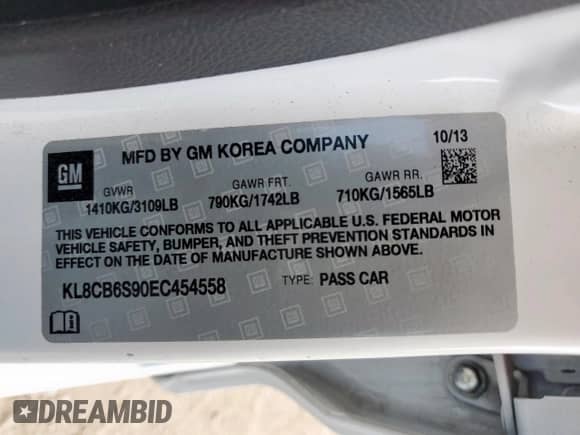 GM
MFD BY GM KOREA COMPANY
10/13
GVWR GAWR FRT. GAWR RR.
1410KG/3109LB 790KG/1742LB 710KG/1565LB
THIS VEHICLE CONFORMS TO ALL APPLICABLE U.S. FEDERAL MOTOR
VEHICLE SAFETY, BUMPER, AND THEFT PREVENTION STANDARDS IN
EFFECT ON THE DATE OF MANUFACTURE SHOWN ABOVE.
KL8CB6S90EC454558 TYPE: PASS CAR
DREAMBID